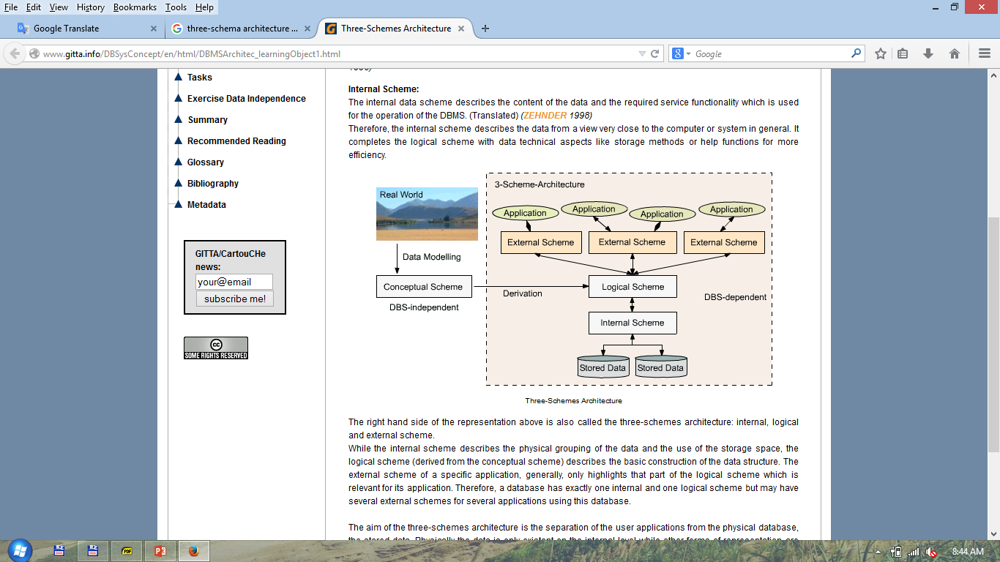 File Edit View History Bookmarks Tools Help
Google Translate
three-schema architecture ...
Three-Schemes Architecture
www.gitta.info/DBSysConcept/en/html/DBMSArchitec_learningObject1.html
Google
Tasks
Exercise Data Independence
Summary
Recommended Reading
Glossary
Bibliography
Metadata
GITTA/CartouCHe
news:
your@email
subscribe me!
cc
SOME RIGHTS RESERVED
Internal Scheme:
The internal data scheme describes the content of the data and the required service functionality which is used
for the operation of the DBMS. (Translated) (ZEHNDER 1998)
Therefore, the internal scheme describes the data from a view very close to the computer or system in general. It
completes the logical scheme with data technical aspects like storage methods or help functions for more
efficiency.
Real World
Data Modelling
Conceptual Scheme
DBS-independent
Derivation
3-Scheme-Architecture
Application Application Application Application
External Scheme External Scheme External Scheme
Logical Scheme
DBS-dependent
Internal Scheme
Stored Data Stored Data
Three-Schemes Architecture
The right hand side of the representation above is also called the three-schemes architecture: internal, logical
and external scheme.
While the internal scheme describes the physical grouping of the data and the use of the storage space, the
logical scheme (derived from the conceptual scheme) describes the basic construction of the data structure. The
external scheme of a specific application, generally, only highlights that part of the logical scheme which is
relevant for its application. Therefore, a database has exactly one internal and one logical scheme but may have
several external schemes for several applications using this database.
The aim of the three-schemes architecture is the separation of the user applications from the physical database,
PDF
8:44 AM